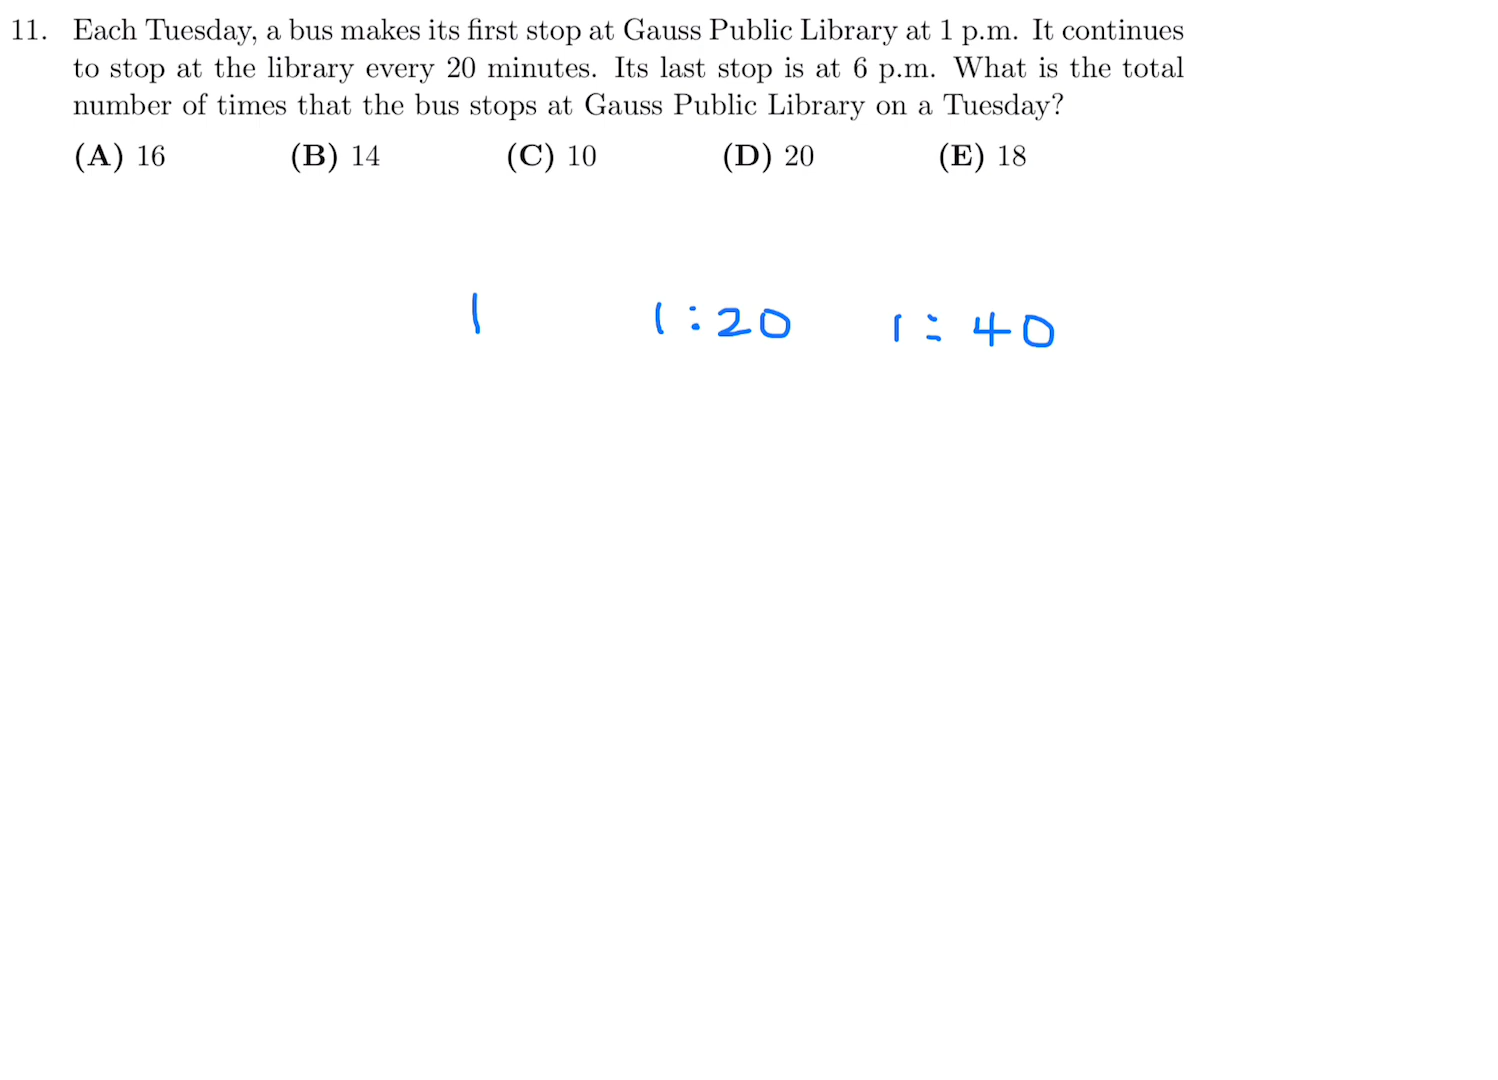 11. Each Tuesday, a bus makes its first stop at Gauss Public Library at 1 p.m. It continues
to stop at the library every 20 minutes. Its last stop is at 6 p.m. What is the total
number of times that the bus stops at Gauss Public Library on a Tuesday?
(A) 16 (B) 14 (C) 10 (D) 20 (E) 18
1 1:20 1:40